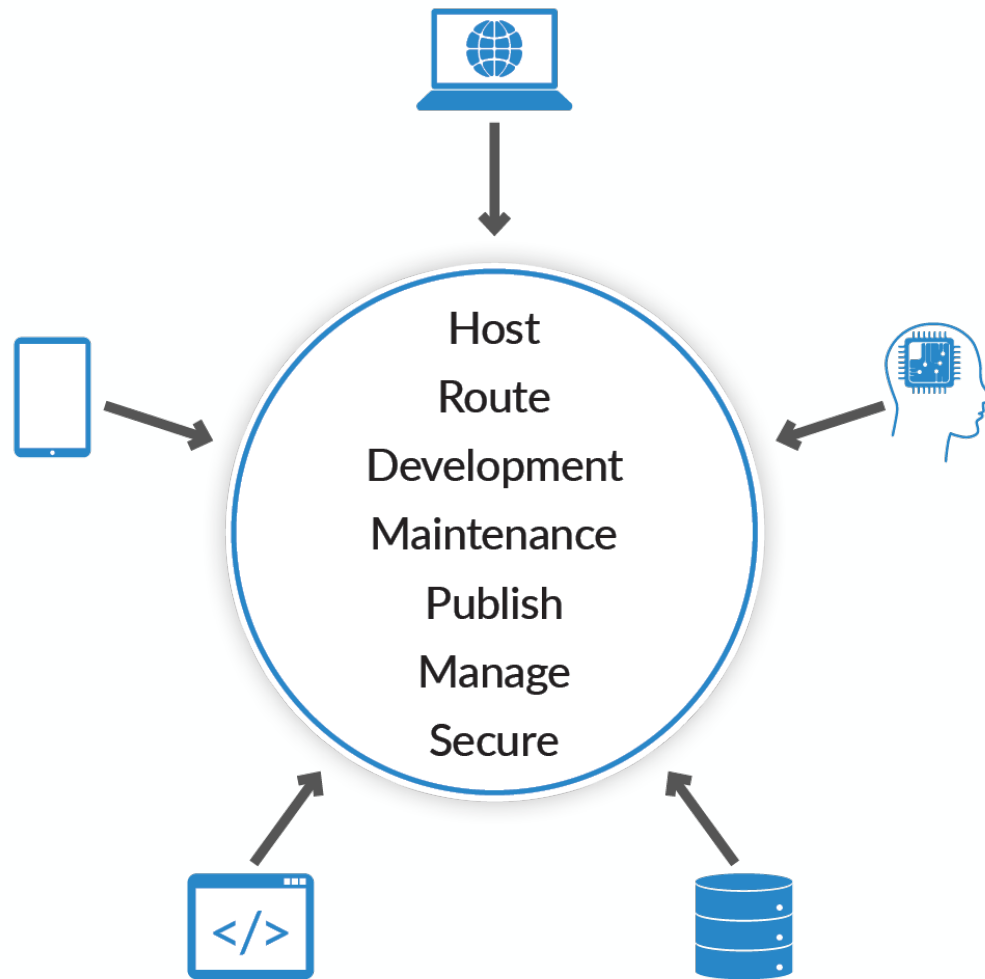 Host
Route
Development
Maintenance
Publish
Manage
Secure
</>